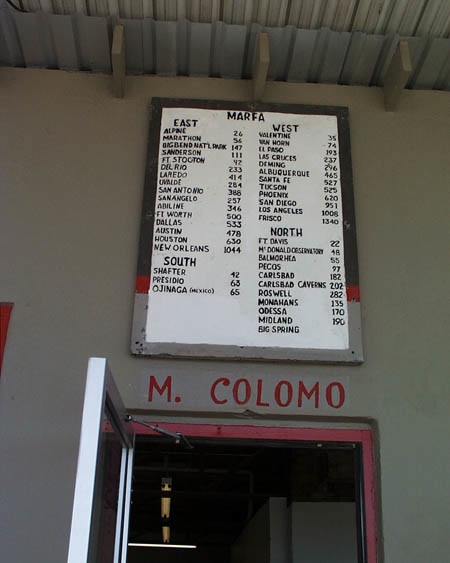 MARFA
EAST
ALPINE 26
MARATHON 56
BIG BEND NAT'L PARK 147
SANDERSON 111
FT. STOCKTON
DEL RIO 233
LAREDO 414
UVALDE 284
SAN ANTONIO 388
SAN ANGELO 257
ABILINE 346
FT WORTH 500
DALLAS 533
AUSTIN 478
HOUSTON 630
NEW ORLEANS 1044
SOUTH
SHAFTER 42
PRESIDIO 63
OJINAGA (MEXICO) 65
WEST
VALENTINE 35
VAN HORN 74
EL PASO 193
LAS CRUCES 237
DEMING 296
ALBUQUERQUE 465
SANTA FE 527
TUCSON 525
PHOENIX 620
SAN DIEGO 951
LOS ANGELES 1008
FRISCO 1340
NORTH
FT. DAVIS 22
McDONALD OBSERVATORY 48
BALMORHEA 55
PECOS 97
CARLSBAD 182
CARLSBAD CAVERNS 202
ROSWELL 282
MONAHANS 135
ODESSA 170
MIDLAND 190
BIG SPRING
M. COLOMO